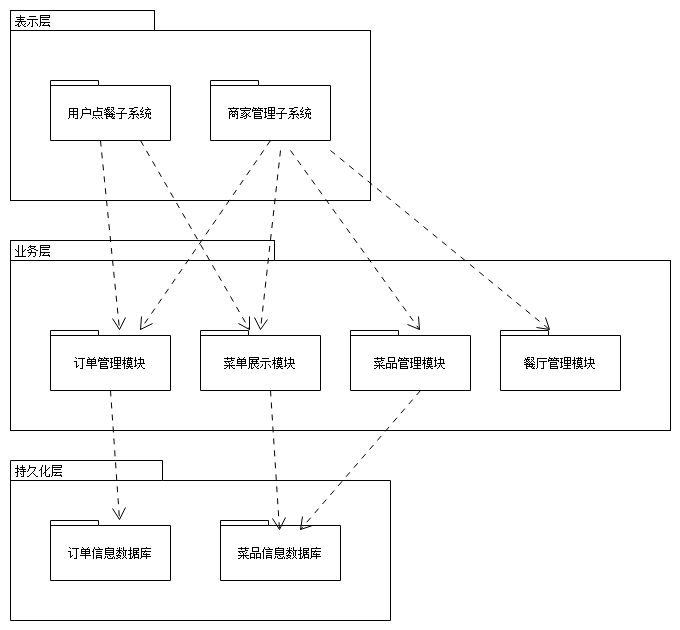 表示层
用户点餐子系统
商家管理子系统
业务层
订单管理模块
菜单展示模块
菜品管理模块
餐厅管理模块
持久化层
订单信息数据库
菜品信息数据库